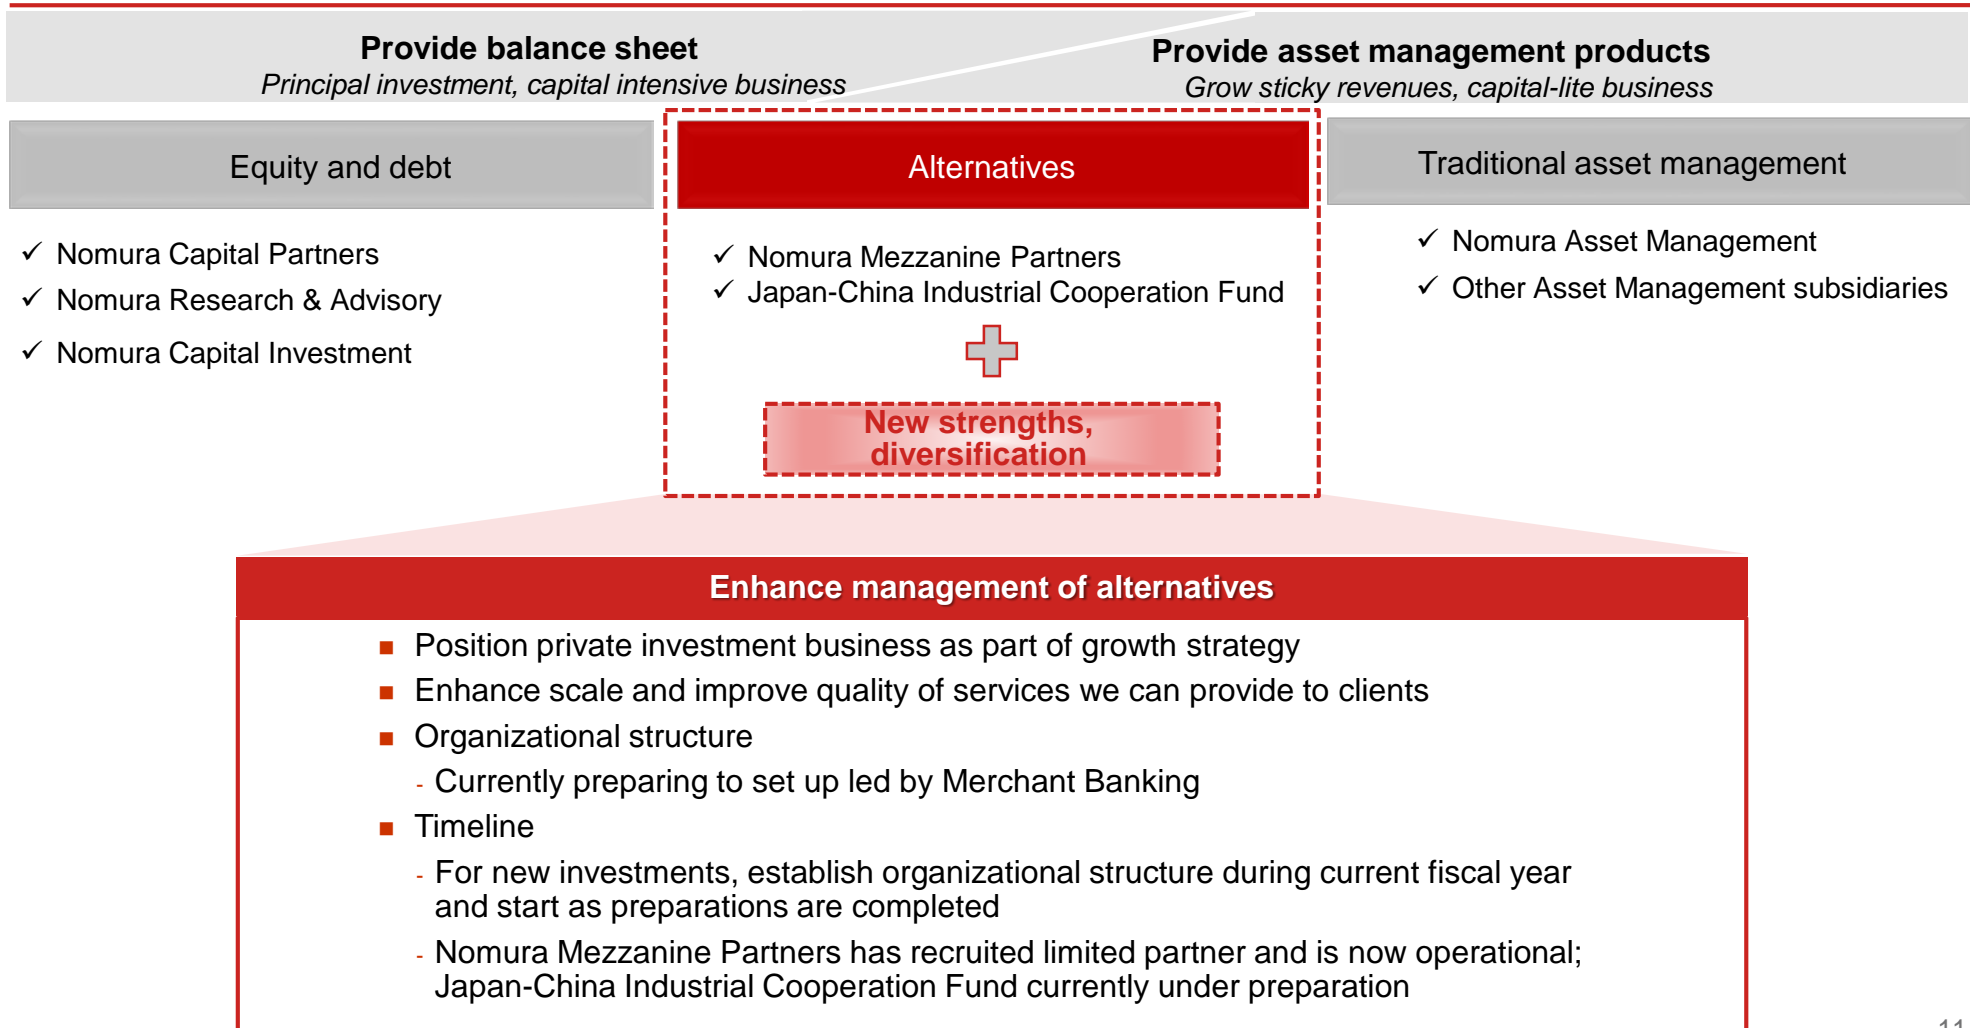 Provide balance sheet
Principal investment, capital intensive business
Provide asset management products
Grow sticky revenues, capital-lite business
Equity and debt
✓ Nomura Capital Partners
✓ Nomura Research & Advisory
✓ Nomura Capital Investment
Alternatives
✓ Nomura Mezzanine Partners
✓ Japan-China Industrial Cooperation Fund
New strengths,
diversification
Traditional asset management
✓ Nomura Asset Management
✓ Other Asset Management subsidiaries
Enhance management of alternatives
■ Position private investment business as part of growth strategy
■ Enhance scale and improve quality of services we can provide to clients
■ Organizational structure
- Currently preparing to set up led by Merchant Banking
■ Timeline
- For new investments, establish organizational structure during current fiscal year
and start as preparations are completed
- Nomura Mezzanine Partners has recruited limited partner and is now operational;
Japan-China Industrial Cooperation Fund currently under preparation